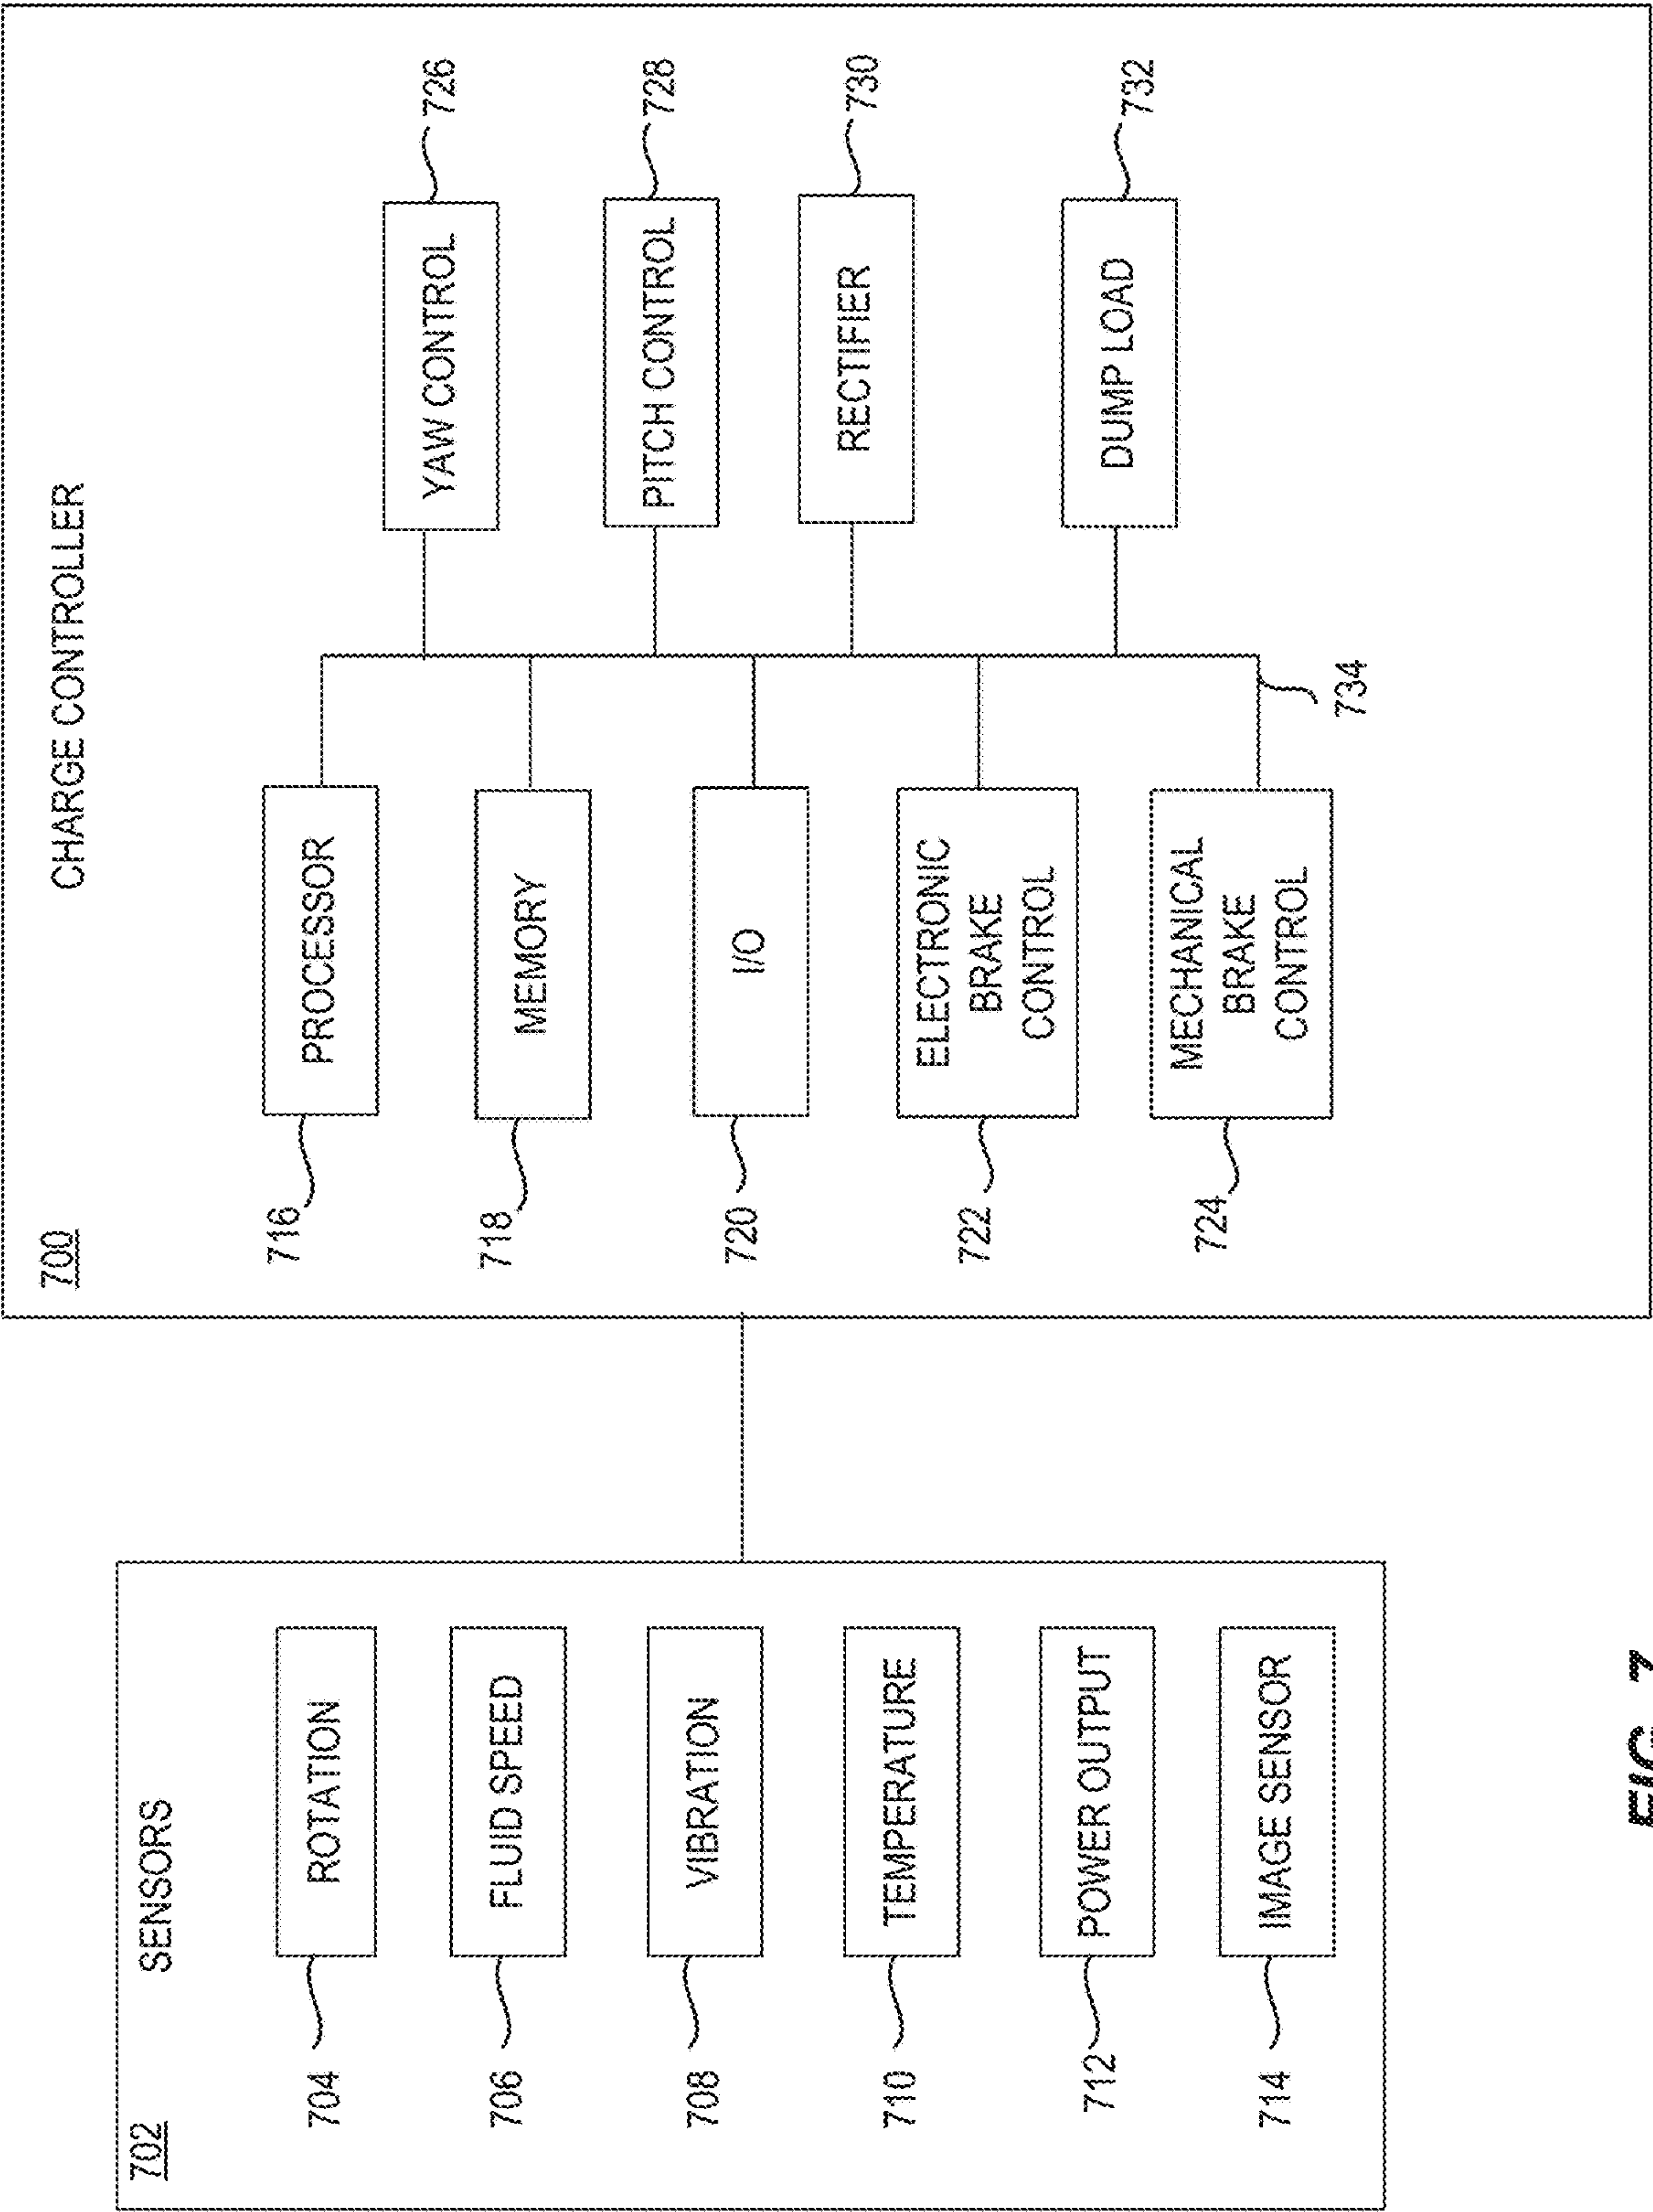 702
SENSORS
704
ROTATION
706
FLUID SPEED
708
VIBRATION
710
TEMPERATURE
712
POWER OUTPUT
714
IMAGE SENSOR
700
CHARGE CONTROLLER
716
PROCESSOR
718
MEMORY
720
I/O
722
ELECTRONIC
BRAKE
CONTROL
724
MECHANICAL
BRAKE
CONTROL
YAW CONTROL
726
PITCH CONTROL
728
RECTIFIER
730
DUMP LOAD
732
734
FIG. 7